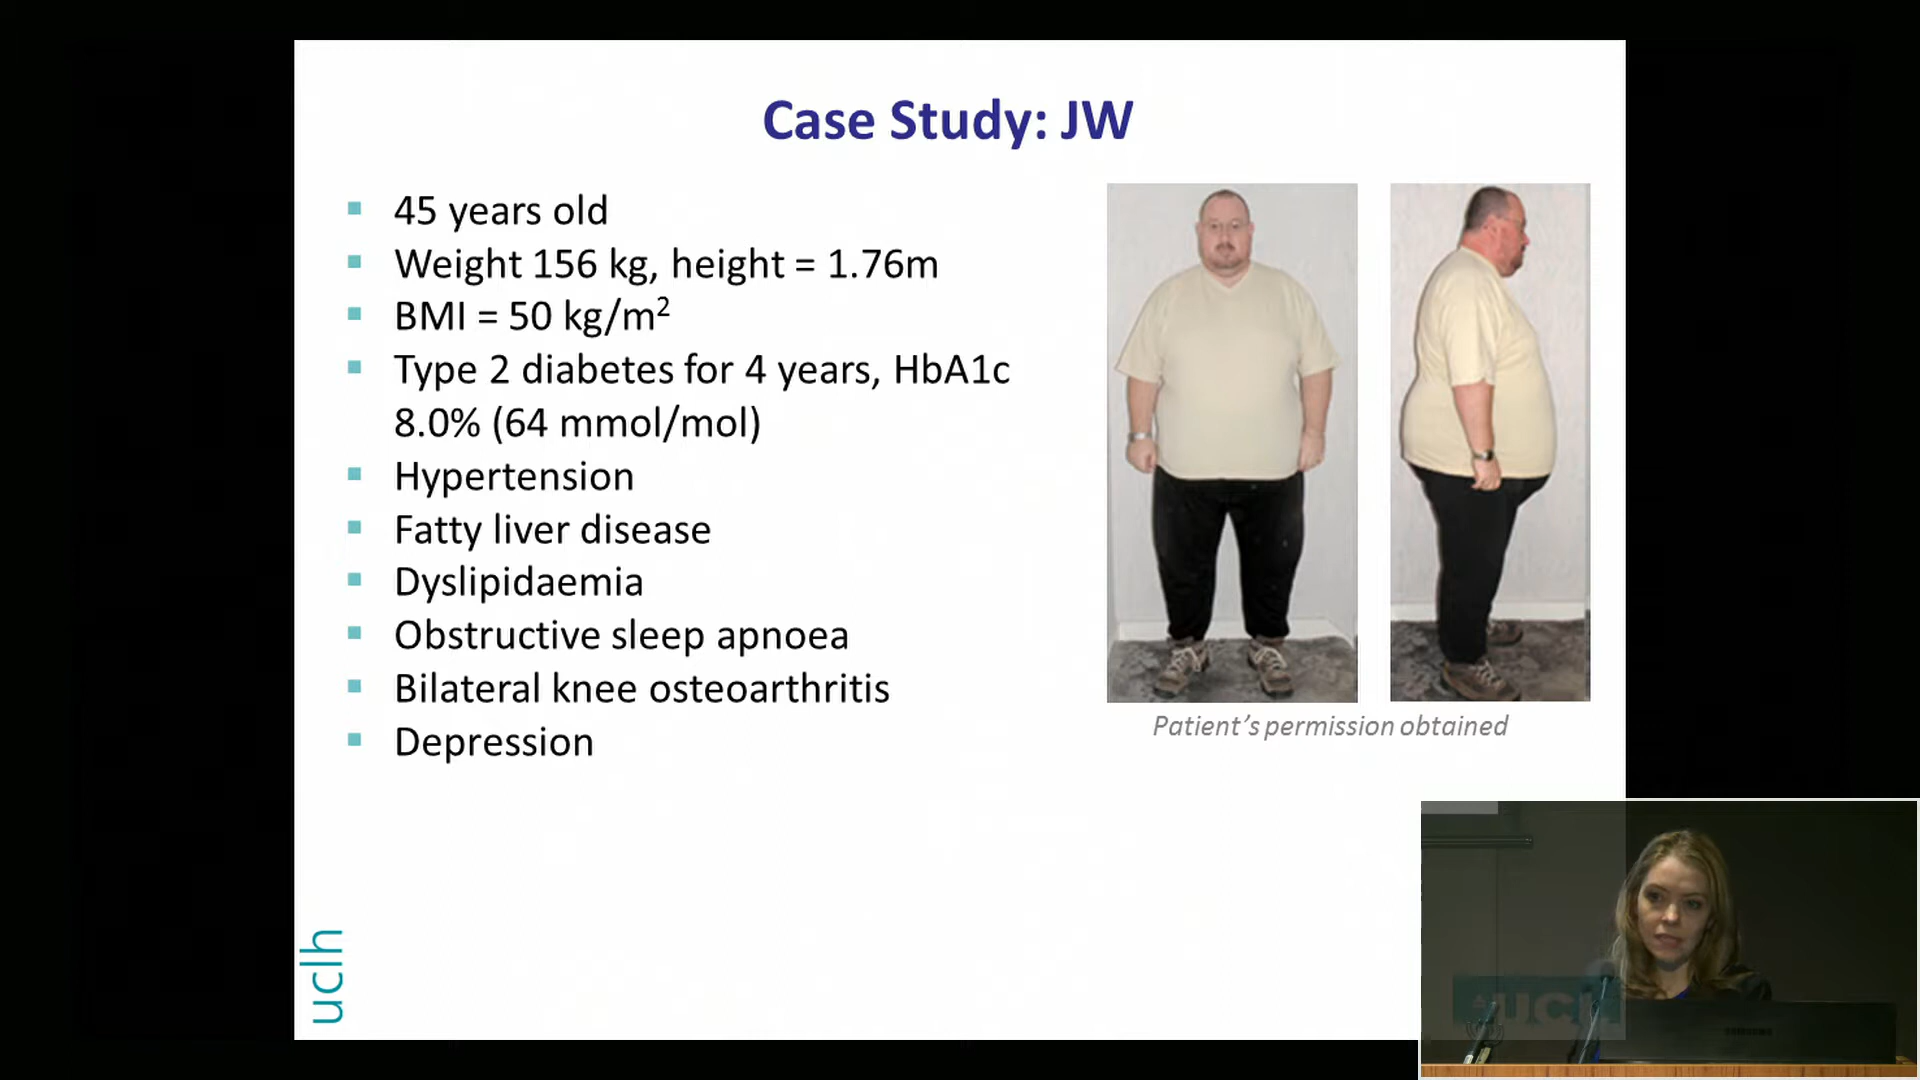 Case Study: JW
▪ 45 years old
▪ Weight 156 kg, height = 1.76m
▪ BMI = 50 kg/m²
▪ Type 2 diabetes for 4 years, HbA1c
8.0% (64 mmol/mol)
▪ Hypertension
▪ Fatty liver disease
▪ Dyslipidaemia
▪ Obstructive sleep apnoea
▪ Bilateral knee osteoarthritis
▪ Depression
Patient's permission obtained
uclh
UCL
SAMSUNG